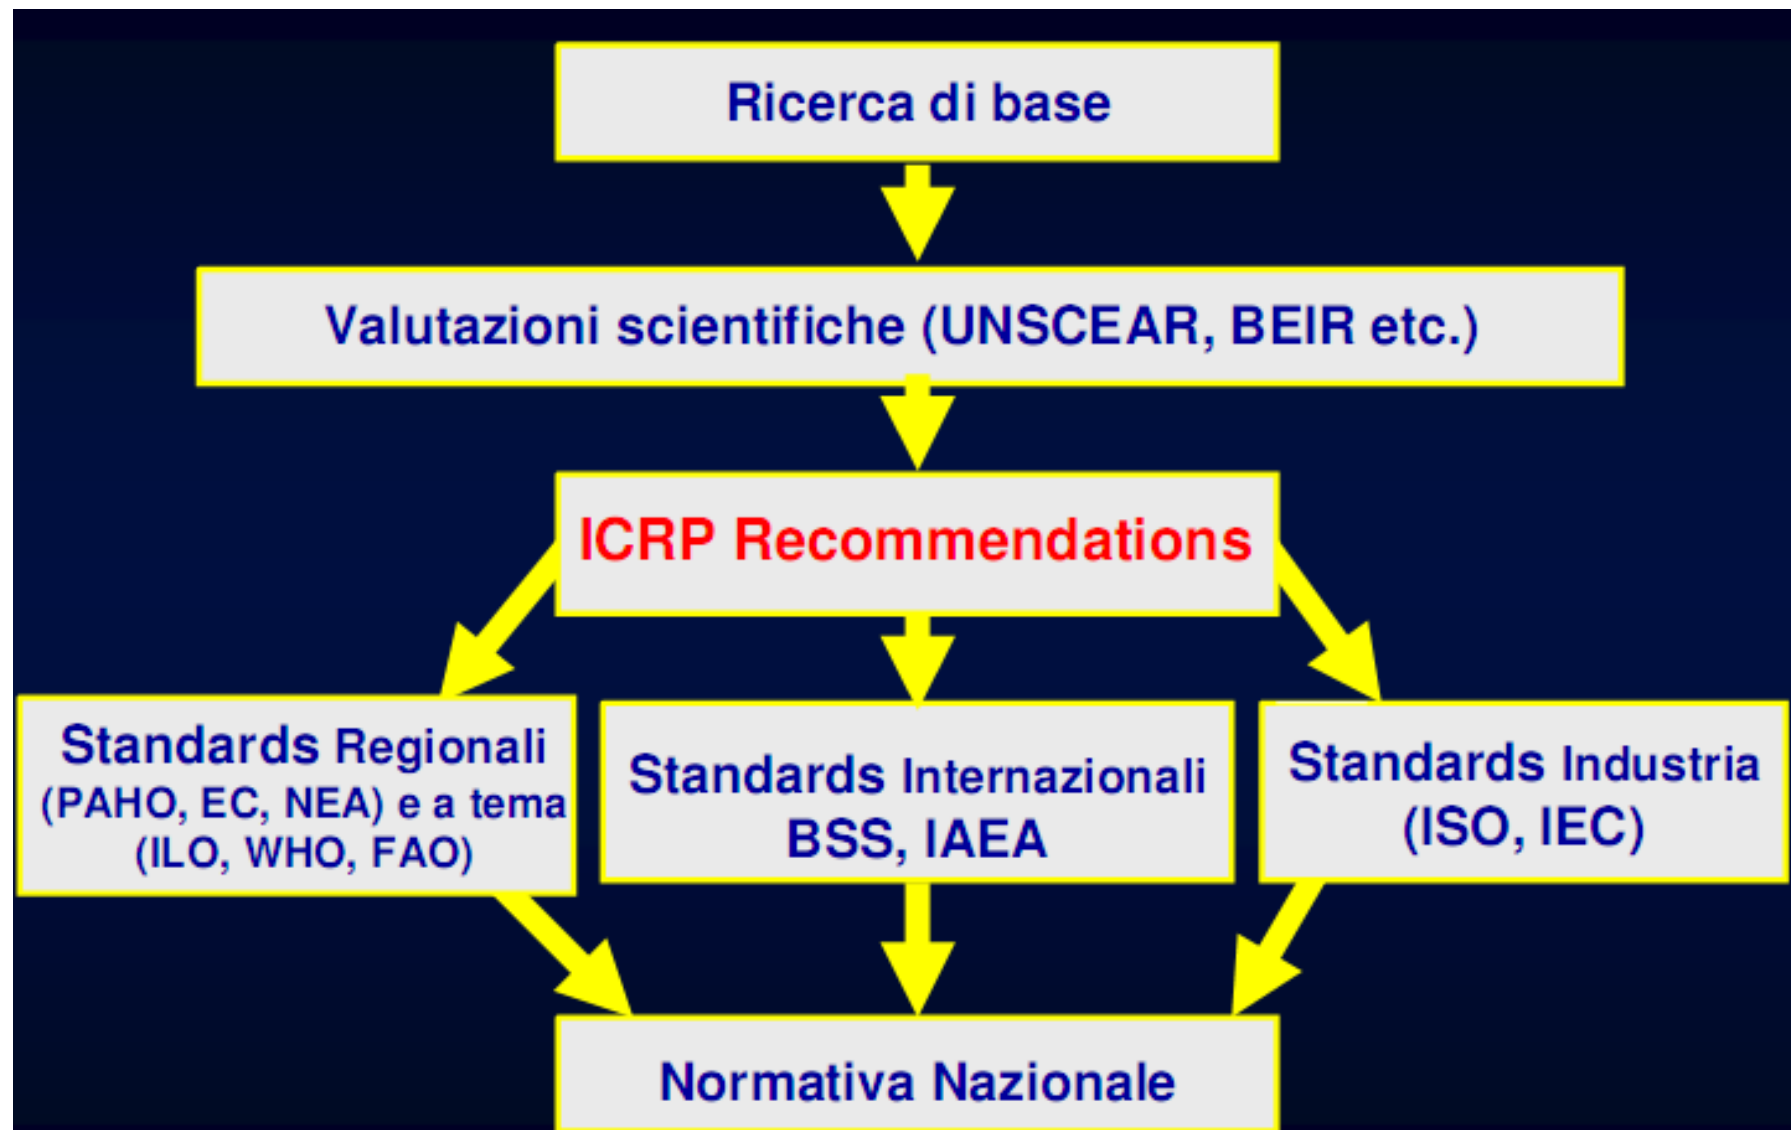 Ricerca di base
Valutazioni scientifiche (UNSCEAR, BEIR etc.)
ICRP Recommendations
Standards Regionali
(PAHO, EC, NEA) e a tema
(ILO, WHO, FAO)
Standards Internazionali
BSS, IAEA
Standards Industria
(ISO, IEC)
Normativa Nazionale